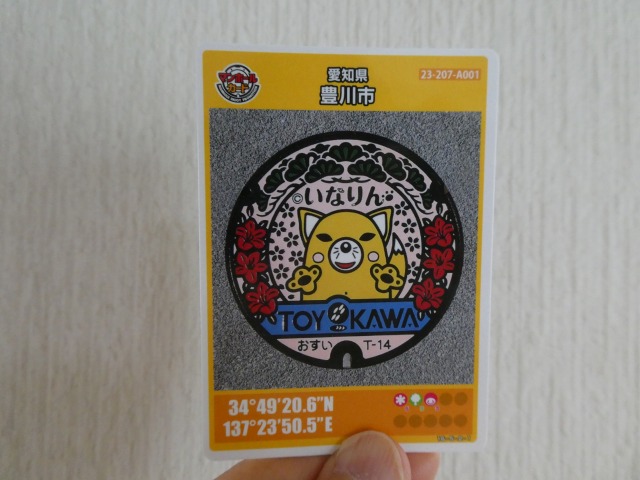 マンホール
カード
愛知県
豊川市
23-207-A001
©いなりん
TOYOKAWA
おすい T-14
34°49'20.6"N
137°23'50.5"E